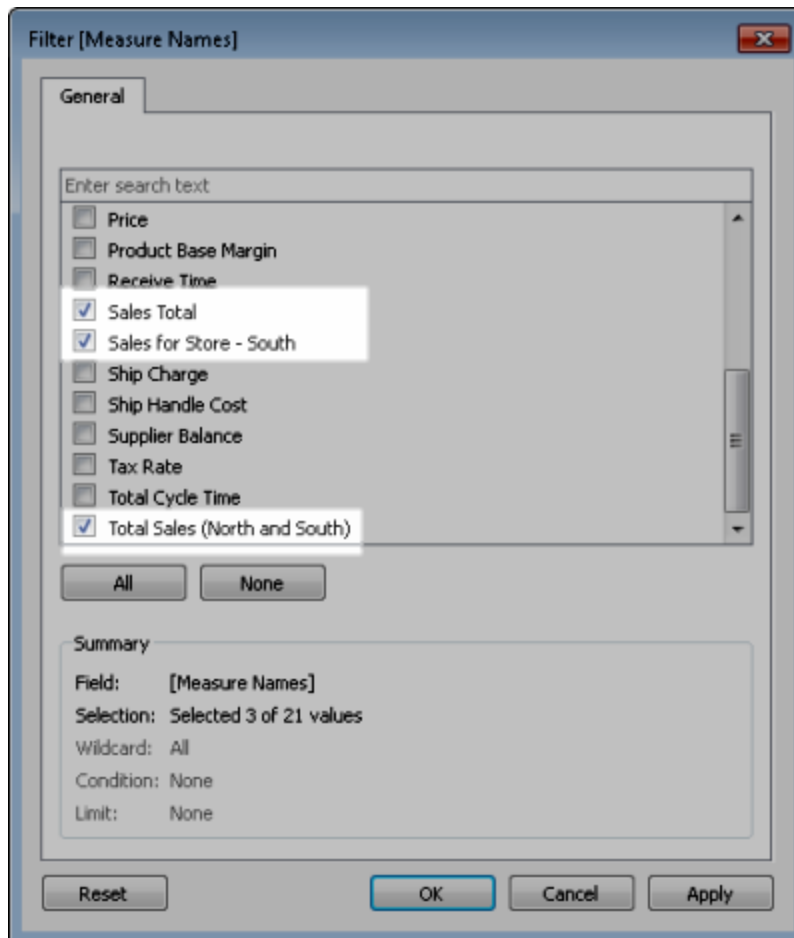 Filter [Measure Names]
General
Enter search text
Price
Product Base Margin
Receive Time
Sales Total
Sales for Store - South
Ship Charge
Ship Handle Cost
Supplier Balance
Tax Rate
Total Cycle Time
Total Sales (North and South)
All None
Summary
Field: [Measure Names]
Selection: Selected 3 of 21 values
Wildcard: All
Condition: None
Limit: None
Reset OK Cancel Apply